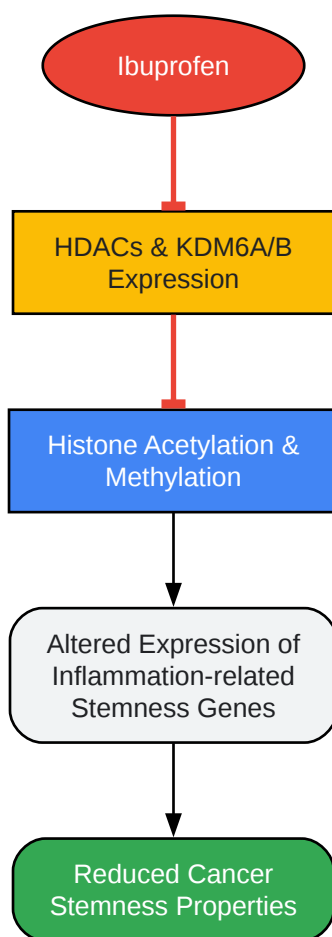 Ibuprofen
HDACs & KDM6A/B
Expression
Histone Acetylation &
Methylation
Altered Expression of
Inflammation-related
Stemness Genes
Reduced Cancer
Stemness Properties